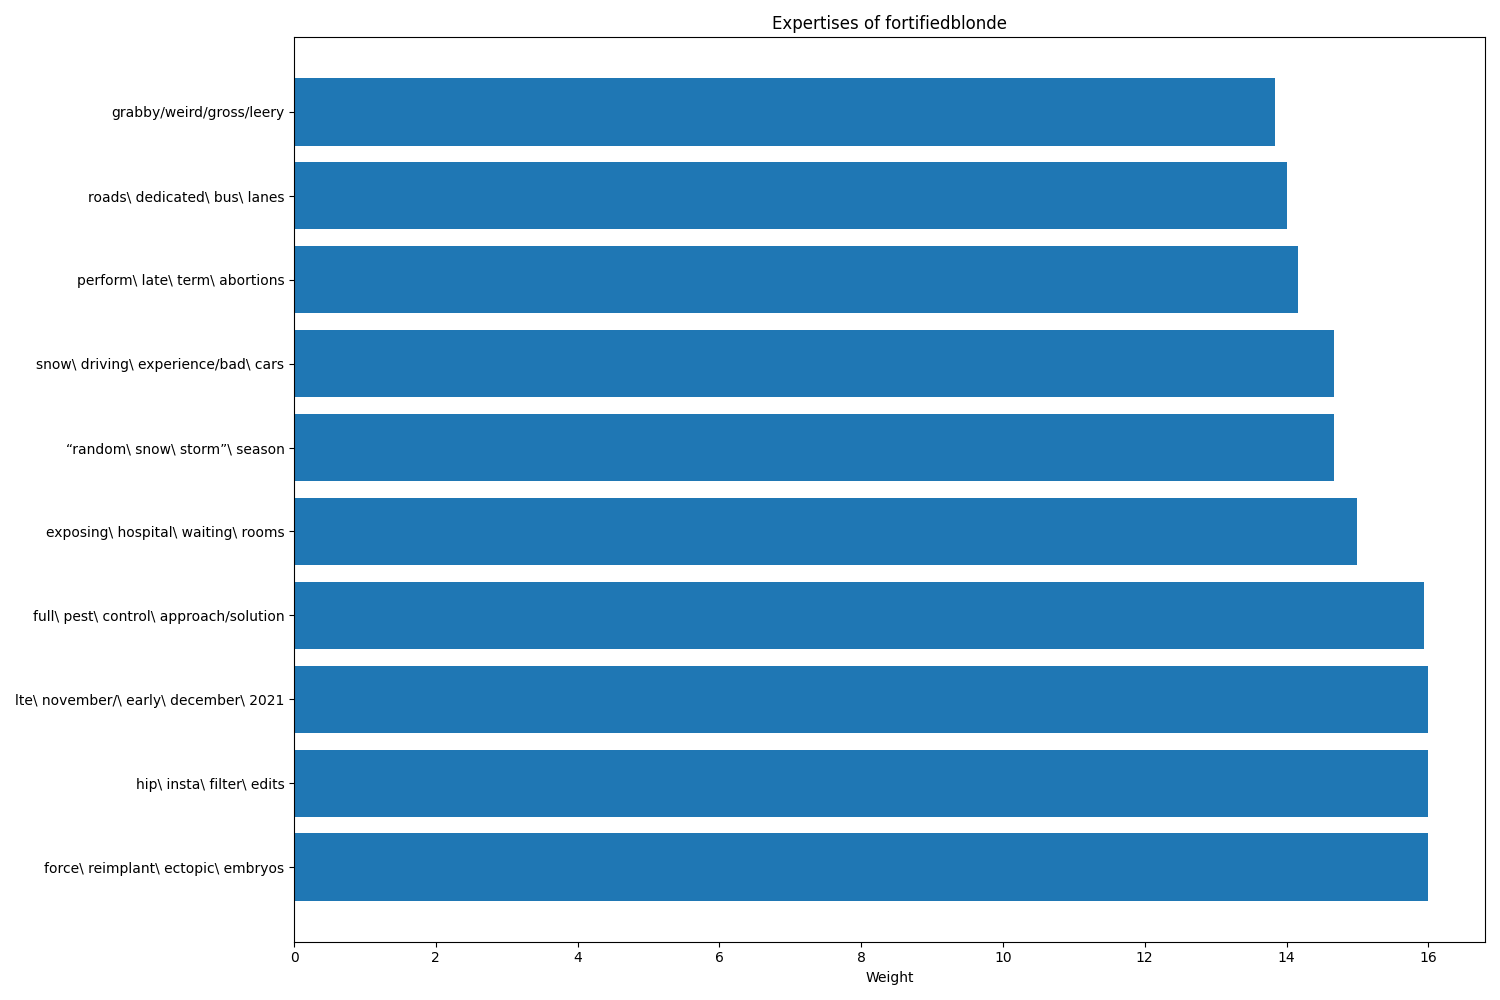 Expertises of fortifiedblonde
grabby/weird/gross/leery
roads\ dedicated\ bus\ lanes
perform\ late\ term\ abortions
snow\ driving\ experience/bad\ cars
“random\ snow\ storm”\ season
exposing\ hospital\ waiting\ rooms
full\ pest\ control\ approach/solution
lte\ november/\ early\ december\ 2021
hip\ insta\ filter\ edits
force\ reimplant\ ectopic\ embryos
0 2 4 6 8 10 12 14 16
Weight